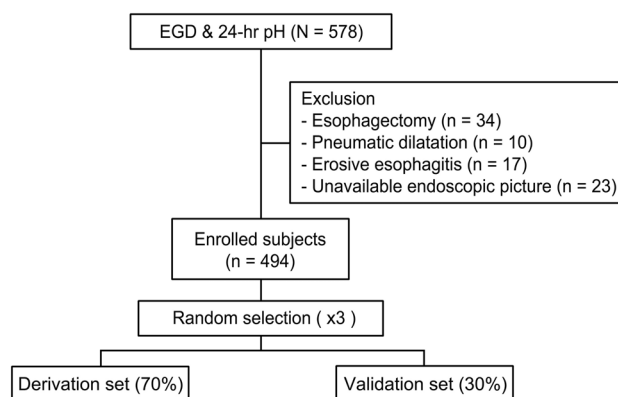 EGD & 24-hr pH (N = 578)
Exclusion
- Esophagectomy (n = 34)
- Pneumatic dilatation (n = 10)
- Erosive esophagitis (n = 17)
- Unavailable endoscopic picture (n = 23)
Enrolled subjects
(n = 494)
Random selection ( x3 )
Derivation set (70%)
Validation set (30%)